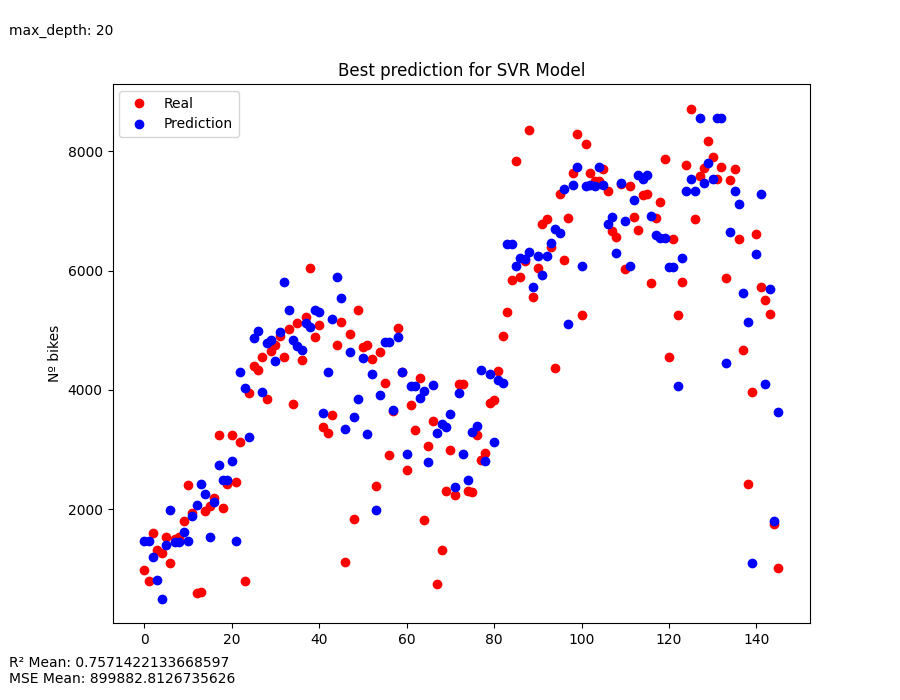 max_depth: 20
Best prediction for SVR Model
Real
Prediction
Nº bikes
8000
6000
4000
2000
0 20 40 60 80 100 120 140
R² Mean: 0.7571422133668597
MSE Mean: 899882.8126735626